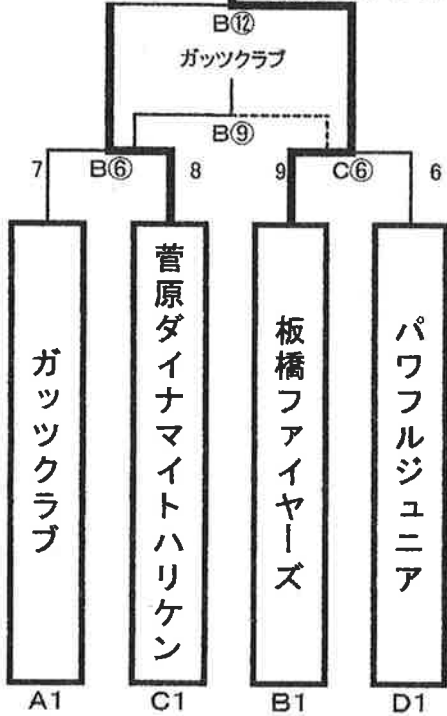 B⑫
ガッツクラブ
B⑨
7 B⑥ 8 9 C⑥ 6
ガッツクラブ
菅原ダイナマイトハリケン
板橋ファイヤーズ
パワフルジュニア
A1 C1 B1 D1